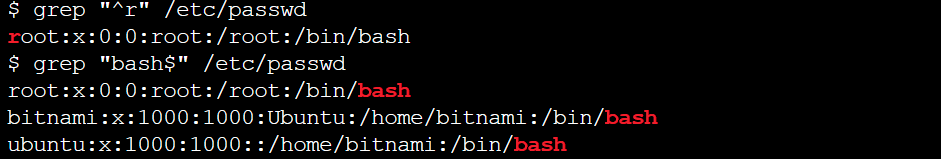 $ grep "^r" /etc/passwd
root:x:0:0:root:/root:/bin/bash
$ grep "bash$" /etc/passwd
root:x:0:0:root:/root:/bin/bash
bitnami:x:1000:1000:Ubuntu:/home/bitnami:/bin/bash
ubuntu:x:1000:1000::/home/bitnami:/bin/bash